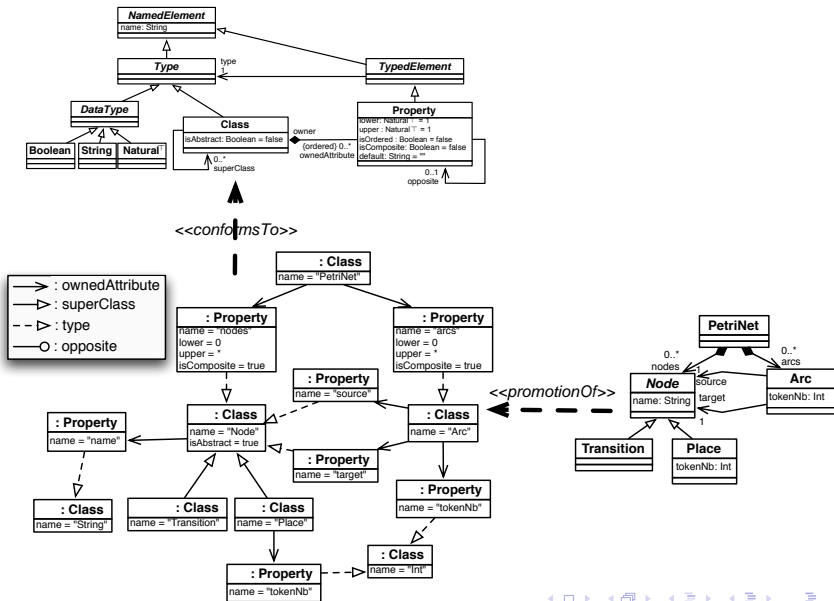 NamedElement
name: String
Type
type
1
TypedElement
DataType
Boolean
String
Natural⊤
Class
isAbstract: Boolean = false
0..*
superClass
owner
{ordered} 0..*
ownedAttribute
Property
lower: Natural⊤ = 1
upper : Natural⊤ = 1
isOrdered : Boolean = false
isComposite: Boolean = false
default: String = ""
0..1
opposite
<<conformsTo>>
: ownedAttribute
: superClass
: type
: opposite
: Class
name = "PetriNet"
: Property
name = "nodes"
lower = 0
upper = *
isComposite = true
: Property
name = "arcs"
lower = 0
upper = *
isComposite = true
: Property
name = "source"
: Property
name = "name"
: Class
name = "Node"
isAbstract = true
: Class
name = "Arc"
: Property
name = "target"
: Class
name = "String"
: Class
name = "Transition"
: Class
name = "Place"
: Property
name = "tokenNb"
: Class
name = "Int"
: Property
name = "tokenNb"
<<promotionOf>>
PetriNet
0..*
nodes
0..*
arcs
Node
name: String
1
source
target
1
Arc
tokenNb: Int
Transition
Place
tokenNb: Int